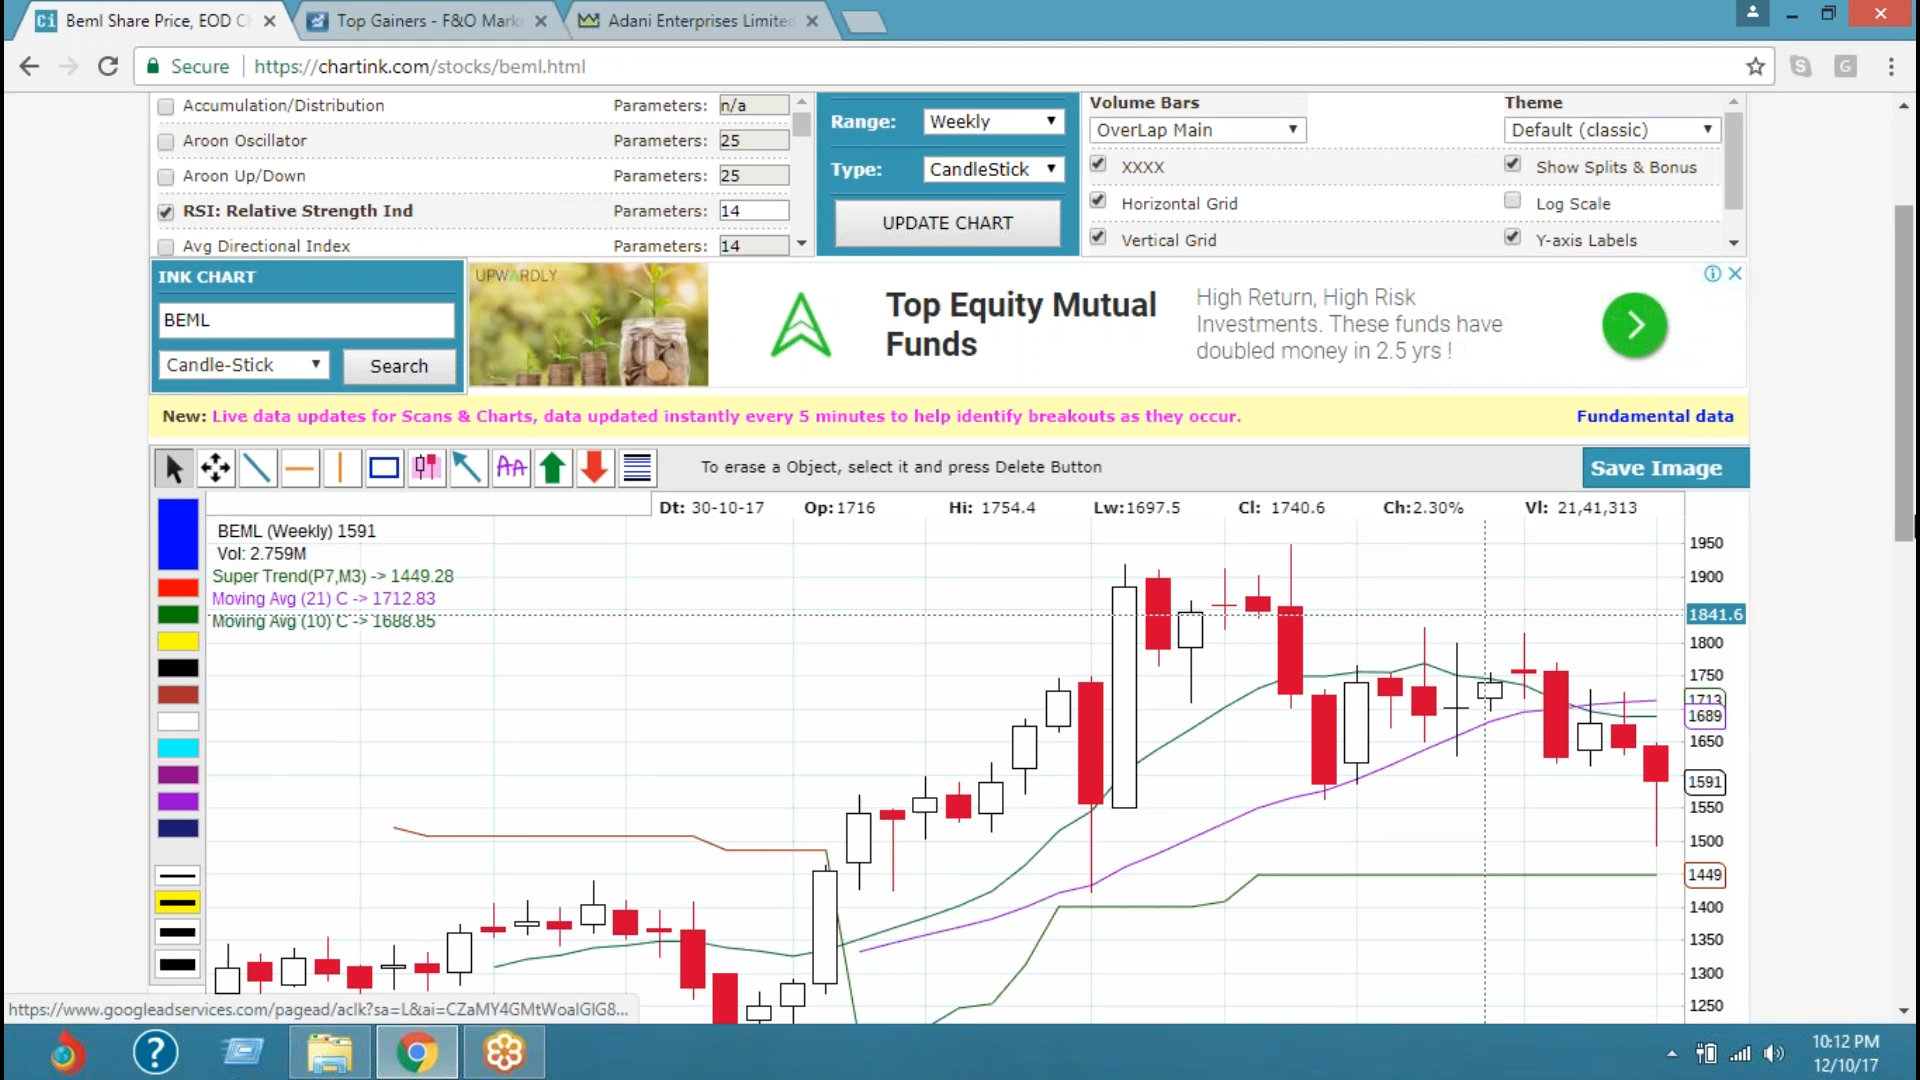 Beml Share Price, EOD C
Top Gainers - F&O Mark
Adani Enterprises Limite
Secure
https://chartink.com/stocks/beml.html
Accumulation/Distribution Parameters: n/a
Aroon Oscillator Parameters: 25
Aroon Up/Down Parameters: 25
RSI: Relative Strength Ind Parameters: 14
Avg Directional Index Parameters: 14
Range: Weekly
Type: CandleStick
UPDATE CHART
Volume Bars Theme
OverLap Main Default (classic)
XXXX Show Splits & Bonus
Horizontal Grid Log Scale
Vertical Grid Y-axis Labels
INK CHART
BEML
Candle-Stick Search
UPWARDLY
Top Equity Mutual
Funds
High Return, High Risk
Investments. These funds have
doubled money in 2.5 yrs !
New: Live data updates for Scans & Charts, data updated instantly every 5 minutes to help identify breakouts as they occur. Fundamental data
AA
To erase a Object, select it and press Delete Button
Save Image
Dt: 30-10-17 Op:1716 Hi: 1754.4 Lw:1697.5 Cl: 1740.6 Ch:2.30% Vl: 21,41,313
BEML (Weekly) 1591
Vol: 2.759M
Super Trend(P7,M3) -> 1449.28
Moving Avg (21) C -> 1712.83
Moving Avg (10) C -> 1688.85
1950
1900
1841.6
1800
1750
1713
1689
1650
1591
1550
1500
1449
1400
1350
1300
1250
https://www.googleadservices.com/pagead/aclk?sa=L&ai=CZaMY4GMtWoalGIG8...
10:12 PM
12/10/17